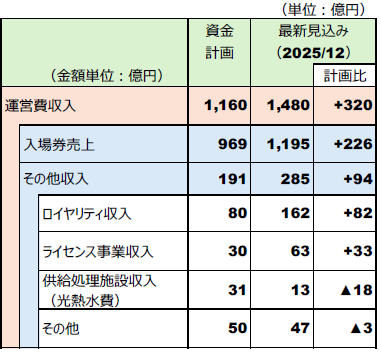 （単位：億円）
資金 最新見込み
計画 （2025/12）
（金額単位：億円） 計画比
運営費収入 1,160 1,480 +320
入場券売上 969 1,195 +226
その他収入 191 285 +94
ロイヤリティ収入 80 162 +82
ライセンス事業収入 30 63 +33
供給処理施設収入 31 13 ▲18
（光熱水費）
その他 50 47 ▲3